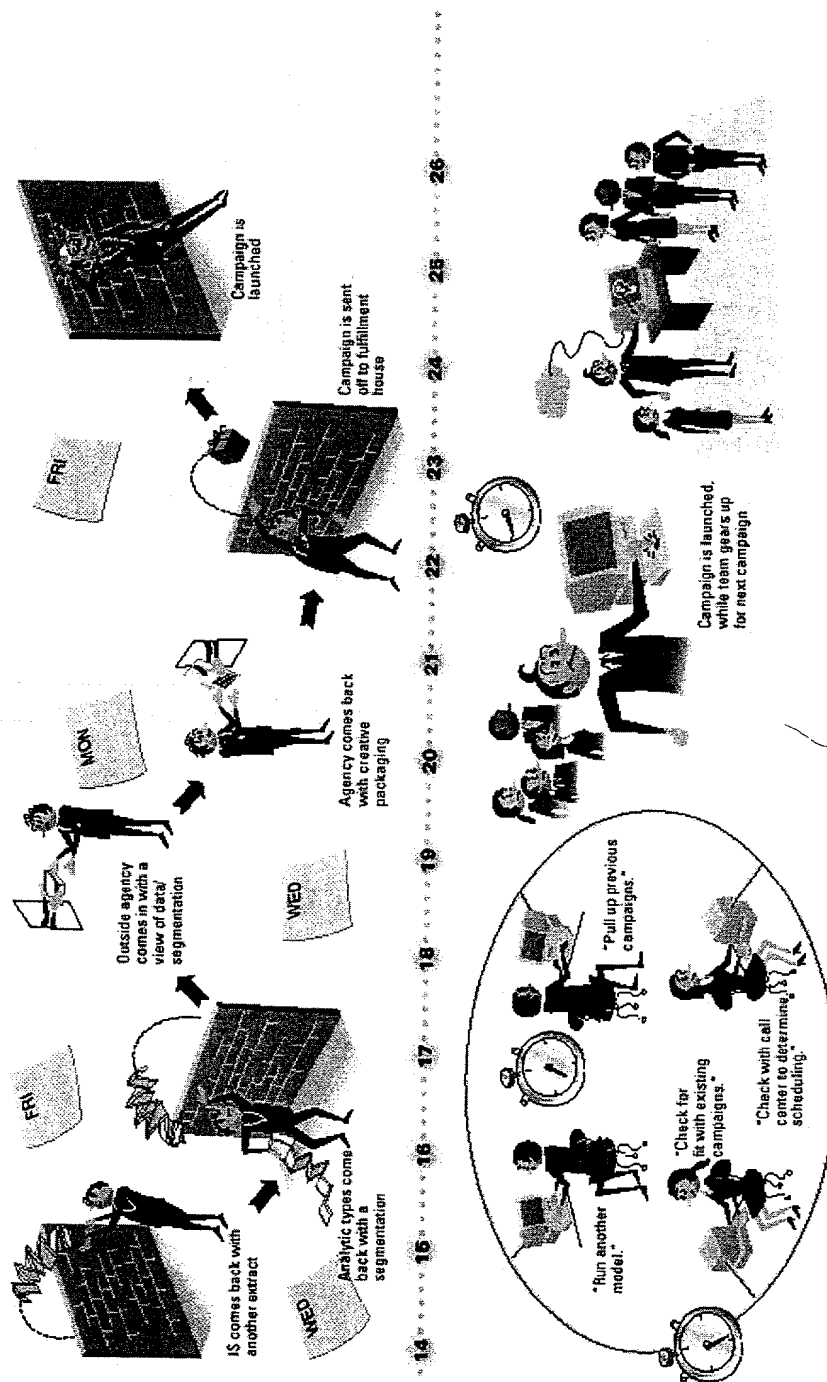 FRI
WED
IS comes back with
another extract
Analytic types come
back with a
segmentation
WED
MON
Outside agency
comes in with a
view of data/
segmentation
Agency comes back
with creative
packaging
FRI
Campaign is sent
off to fulfillment
house
Campaign is
launched
14 15 16 17 18 19 20 21 22 23 24 25 26
"Run another
model."
"Pull up previous
campaigns."
"Check for
fit with existing
campaigns."
"Check with call
center to determine
scheduling."
Campaign is launched,
while team gears up
for next campaign